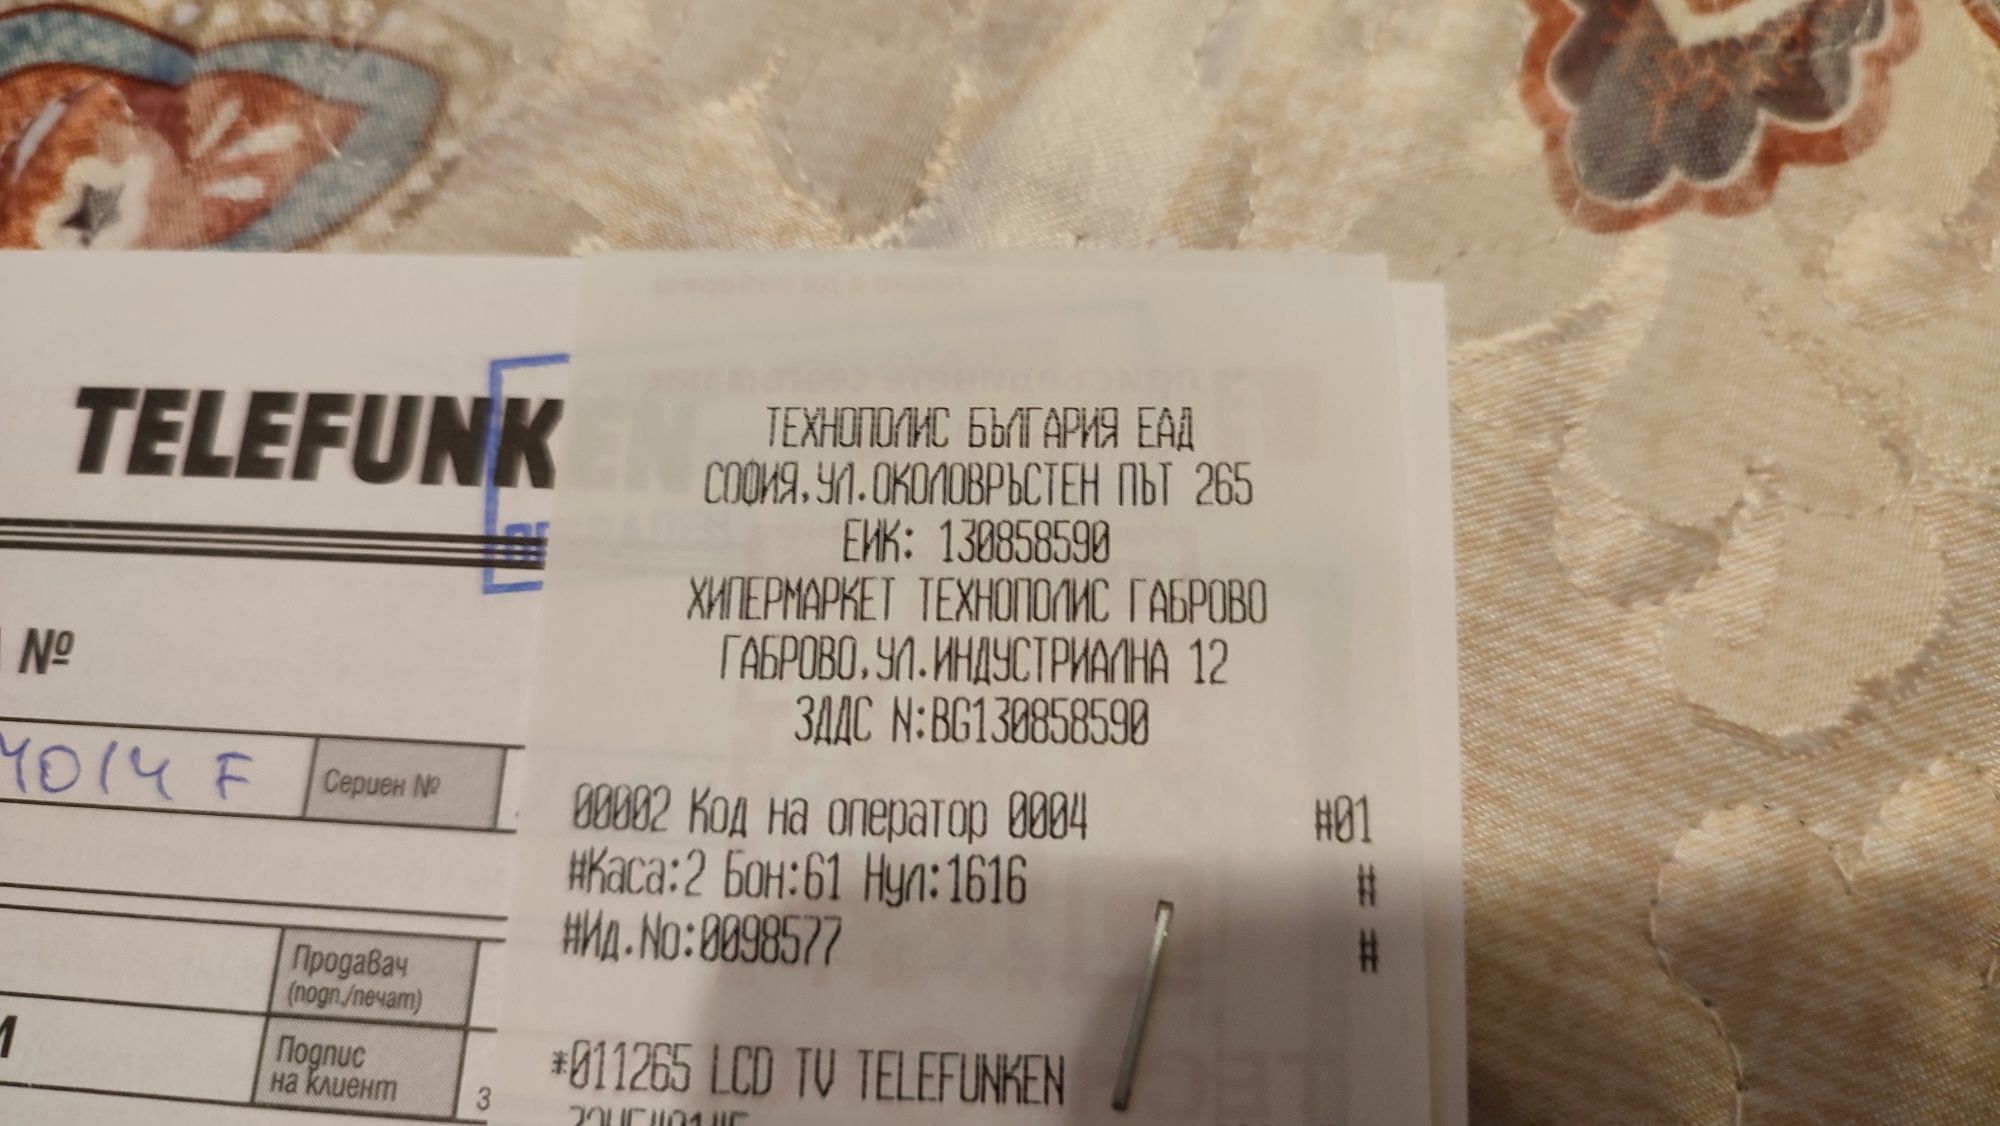 TELEFUNK
№
4014 F
Сериен №
Продавач
(подп./печат)
Подпис
на клиент
3
ТЕХНОПОЛИС БЪЛГАРИЯ ЕАД
СОФИЯ,УЛ.ОКОЛОВРЪСТЕН ПЪТ 265
ЕИК: 130858590
ХИПЕРМАРКЕТ ТЕХНОПОЛИС ГАБРОВО
ГАБРОВО,УЛ.ИНДУСТРИАЛНА 12
ЗДДС N:BG130858590
00002 Код на оператор 0004 #01
#Каса:2 Бон:61 Нул:1616 #
#Ид.No:0098577 #
*011265 LCD TV TELEFUNKEN